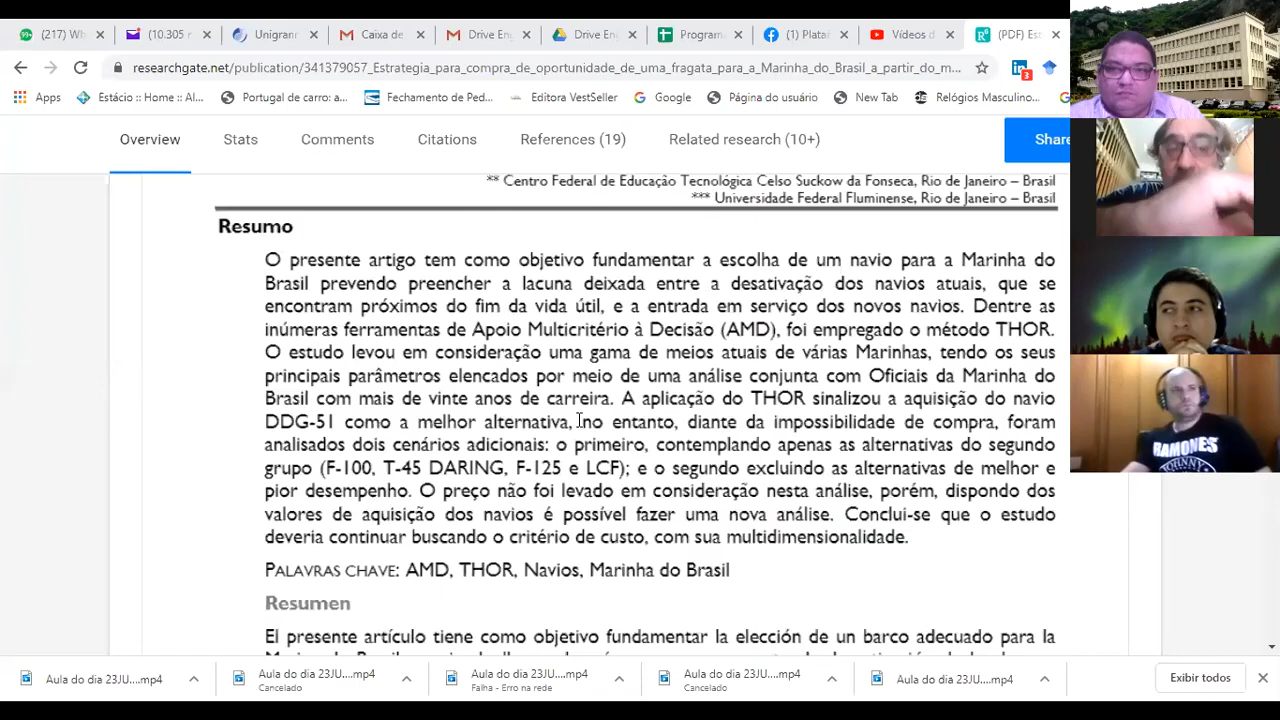 (217) Wh
(10.305 m
Unigran
Caixa de
Drive En
Drive En
Program
(1) Platai
Vídeos d
(PDF) Es
researchgate.net/publication/341379057_Estrategia_para_compra_de_oportunidade_de_uma_fragata_para_a_Marinha_do_Brasil_a_partir_do_m...
3
Apps
Estácio :: Home :: Al...
Portugal de carro: a...
Fechamento de Ped...
Editora VestSeller
Google
Página do usuário
New Tab
Relógios Masculino...
Overview
Stats
Comments
Citations
References (19)
Related research (10+)
Share
** Centro Federal de Educação Tecnológica Celso Suckow da Fonseca, Rio de Janeiro – Brasil
*** Universidade Federal Fluminense, Rio de Janeiro – Brasil
Resumo
O presente artigo tem como objetivo fundamentar a escolha de um navio para a Marinha do
Brasil prevendo preencher a lacuna deixada entre a desativação dos navios atuais, que se
encontram próximos do fim da vida útil, e a entrada em serviço dos novos navios. Dentre as
inúmeras ferramentas de Apoio Multicritério à Decisão (AMD), foi empregado o método THOR.
O estudo levou em consideração uma gama de meios atuais de várias Marinhas, tendo os seus
principais parâmetros elencados por meio de uma análise conjunta com Oficiais da Marinha do
Brasil com mais de vinte anos de carreira. A aplicação do THOR sinalizou a aquisição do navio
DDG-51 como a melhor alternativa, no entanto, diante da impossibilidade de compra, foram
analisados dois cenários adicionais: o primeiro, contemplando apenas as alternativas do segundo
grupo (F-100, T-45 DARING, F-125 e LCF); e o segundo excluindo as alternativas de melhor e
pior desempenho. O preço não foi levado em consideração nesta análise, porém, dispondo dos
valores de aquisição dos navios é possível fazer uma nova análise. Conclui-se que o estudo
deveria continuar buscando o critério de custo, com sua multidimensionalidade.
PALAVRAS CHAVE: AMD, THOR, Navios, Marinha do Brasil
Resumen
El presente artículo tiene como objetivo fundamentar la elección de un barco adecuado para la
JOHNNY
Aula do dia 23JU....mp4
Aula do dia 23JU....mp4
Cancelado
Aula do dia 23JU....mp4
Falha - Erro na rede
Aula do dia 23JU....mp4
Cancelado
Aula do dia 23JU....mp4
Exibir todos